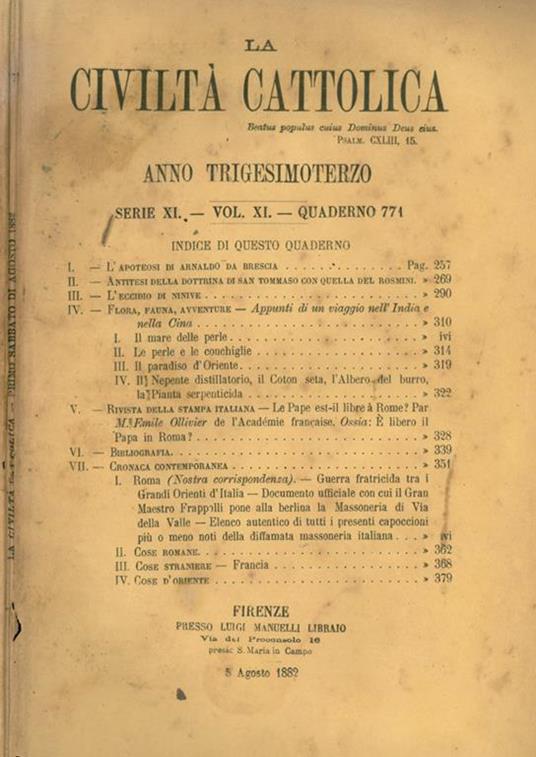 LA
CIVILTÀ CATTOLICA
Beatus populus cuius Dominus Deus eius.
PSALM. CXLIII, 15.
ANNO TRIGESIMOTERZO
SERIE XI. — VOL. XI. — QUADERNO 771
INDICE DI QUESTO QUADERNO
I. — L'APOTEOSI DI ARNALDO DA BRESCIA . . . . . . . . . . . . Pag. 257
II. — ANTITESI DELLA DOTTRINA DI SAN TOMMASO CON QUELLA DEL ROSMINI. » 269
III. — L'ECCIDIO DI NINIVE . . . . . . . . . . . . » 290
IV. — FLORA, FAUNA, AVVENTURE — Appunti di un viaggio nell'India e
nella Cina . . . . . . . . . . . . » 310
I. Il mare delle perle . . . . . . . . . . . . » ivi
II. Le perle e le conchiglie . . . . . . . . . . . . » 314
III. Il paradiso d'Oriente . . . . . . . . . . . . » 319
IV. Il Nepente distillatorio, il Coton seta, l'Albero del burro,
la Pianta serpenticida . . . . . . . . . . . . » 322
V. — RIVISTA DELLA STAMPA ITALIANA — Le Pape est-il libre à Rome? Par
M.r Emile Ollivier de l'Académie française. Ossia: È libero il
Papa in Roma? . . . . . . . . . . . . » 328
VI. — BIBLIOGRAFIA . . . . . . . . . . . . » 339
VII. — CRONACA CONTEMPORANEA . . . . . . . . . . . . » 351
I. Roma (Nostra corrispondenza). — Guerra fratricida tra i
Grandi Orienti d'Italia — Documento ufficiale con cui il Gran
Maestro Frappolli pone alla berlina la Massoneria di Via
della Valle — Elenco autentico di tutti i presenti capoccioni
più o meno noti della diffamata massoneria italiana . . . » ivi
II. COSE ROMANE . . . . . . . . . . . . » 362
III. COSE STRANIERE — Francia . . . . . . . . . . . . » 368
IV. COSE D'ORIENTE . . . . . . . . . . . . » 379
FIRENZE
PRESSO LUIGI MANUELLI LIBRAIO
Via del Proconsolo 16
presso S. Maria in Campo
5 Agosto 1882
LA CIVILTÀ CATTOLICA — PRIMO SABBATO DI AGOSTO 1882